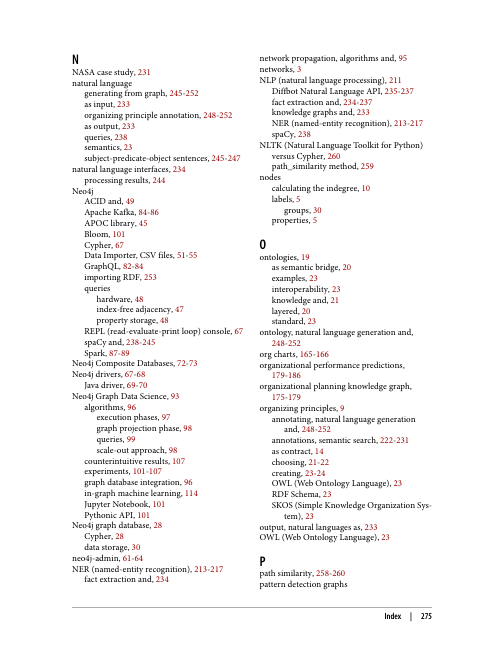 N
NASA case study, 231
natural language
generating from graph, 245-252
as input, 233
organizing principle annotation, 248-252
as output, 233
queries, 238
semantics, 23
subject-predicate-object sentences, 245-247
natural language interfaces, 234
processing results, 244
Neo4j
ACID and, 49
Apache Kafka, 84-86
APOC library, 45
Bloom, 101
Cypher, 67
Data Importer, CSV files, 51-55
GraphQL, 82-84
importing RDF, 253
queries
hardware, 48
index-free adjacency, 47
property storage, 48
REPL (read-evaluate-print loop) console, 67
spaCy and, 238-245
Spark, 87-89
Neo4j Composite Databases, 72-73
Neo4j drivers, 67-68
Java driver, 69-70
Neo4j Graph Data Science, 93
algorithms, 96
execution phases, 97
graph projection phase, 98
queries, 99
scale-out approach, 98
counterintuitive results, 107
experiments, 101-107
graph database integration, 96
in-graph machine learning, 114
Jupyter Notebook, 101
Pythonic API, 101
Neo4j graph database, 28
Cypher, 28
data storage, 30
neo4j-admin, 61-64
NER (named-entity recognition), 213-217
fact extraction and, 234
network propagation, algorithms and, 95
networks, 3
NLP (natural language processing), 211
Diffbot Natural Language API, 235-237
fact extraction and, 234-237
knowledge graphs and, 233
NER (named-entity recognition), 213-217
spaCy, 238
NLTK (Natural Language Toolkit for Python)
versus Cypher, 260
path_similarity method, 259
nodes
calculating the indegree, 10
labels, 5
groups, 30
properties, 5
O
ontologies, 19
as semantic bridge, 20
examples, 23
interoperability, 23
knowledge and, 21
layered, 20
standard, 23
ontology, natural language generation and,
248-252
org charts, 165-166
organizational performance predictions,
179-186
organizational planning knowledge graph,
175-179
organizing principles, 9
annotating, natural language generation
and, 248-252
annotations, semantic search, 222-231
as contract, 14
choosing, 21-22
creating, 23-24
OWL (Web Ontology Language), 23
RDF Schema, 23
SKOS (Simple Knowledge Organization Sys-
tem), 23
output, natural languages as, 233
OWL (Web Ontology Language), 23
P
path similarity, 258-260
pattern detection graphs
Index | 275